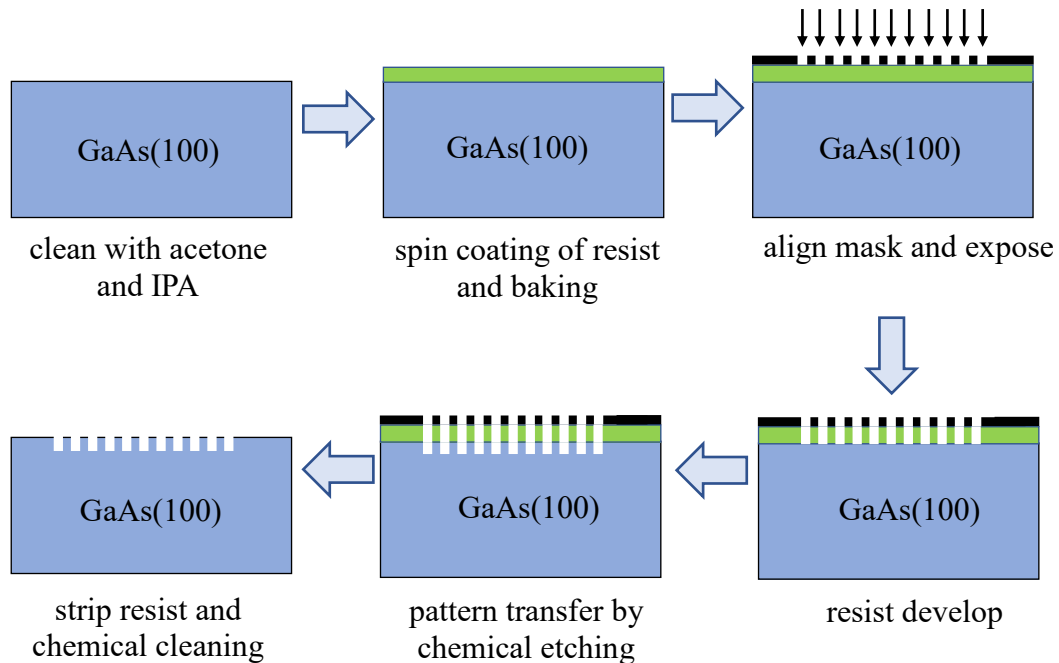 GaAs(100)
clean with acetone
and IPA
GaAs(100)
spin coating of resist
and baking
GaAs(100)
align mask and expose
GaAs(100)
resist develop
GaAs(100)
pattern transfer by
chemical etching
GaAs(100)
strip resist and
chemical cleaning